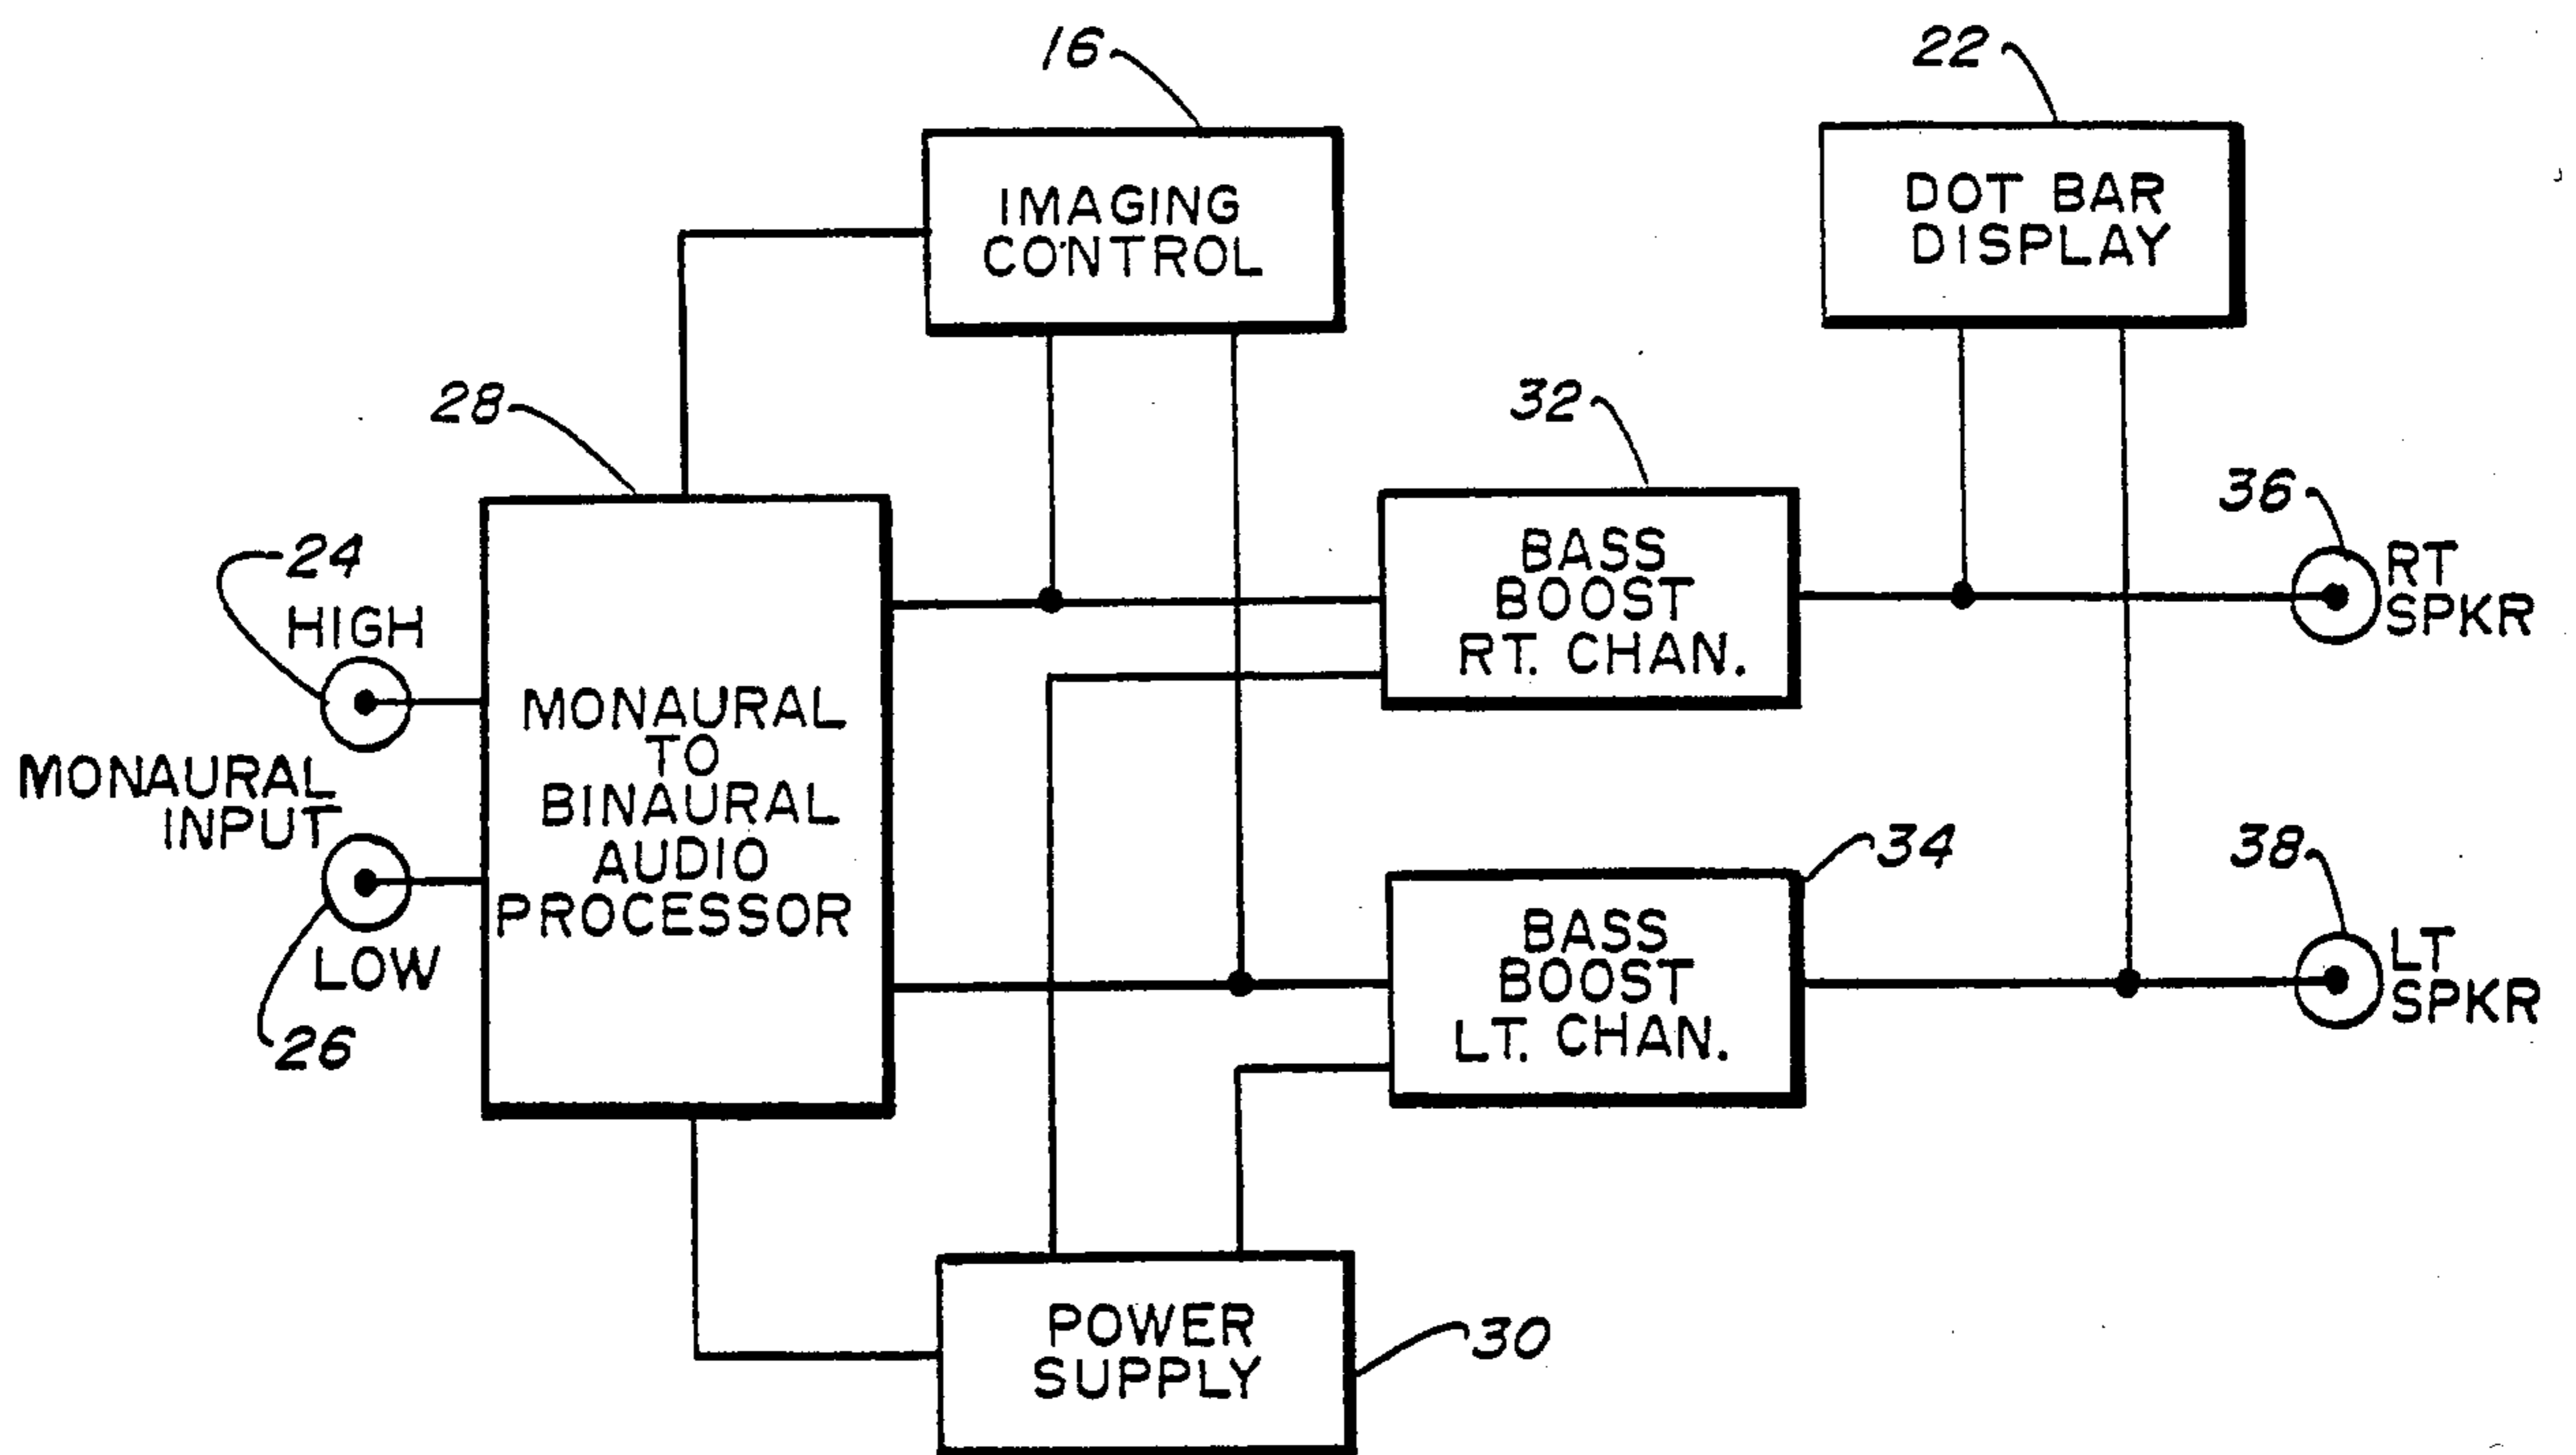 16
22
IMAGING
CONTROL
DOT BAR
DISPLAY
28
32
36
24
HIGH
BASS
BOOST
RT. CHAN.
RT
SPKR
MONAURAL
INPUT
MONAURAL
TO
BINAURAL
AUDIO
PROCESSOR
34
38
LOW
26
BASS
BOOST
LT. CHAN.
LT
SPKR
POWER
SUPPLY
30